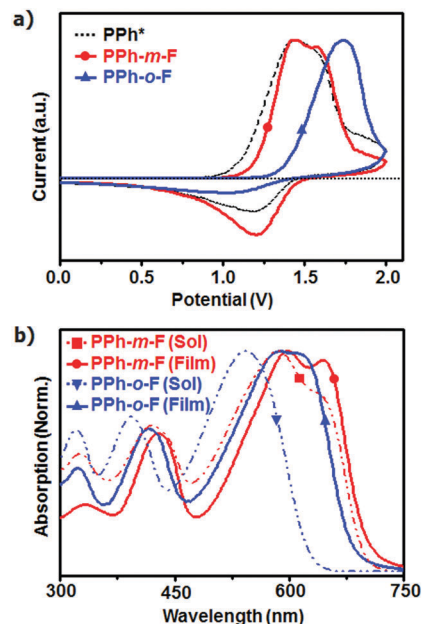 a)
PPh*
PPh-m-F
PPh-o-F
Current (a.u.)
0.0 0.5 1.0 1.5 2.0
Potential (V)
b)
PPh-m-F (Sol)
PPh-m-F (Film)
PPh-o-F (Sol)
PPh-o-F (Film)
Absorption (Norm.)
300 450 600 750
Wavelength (nm)